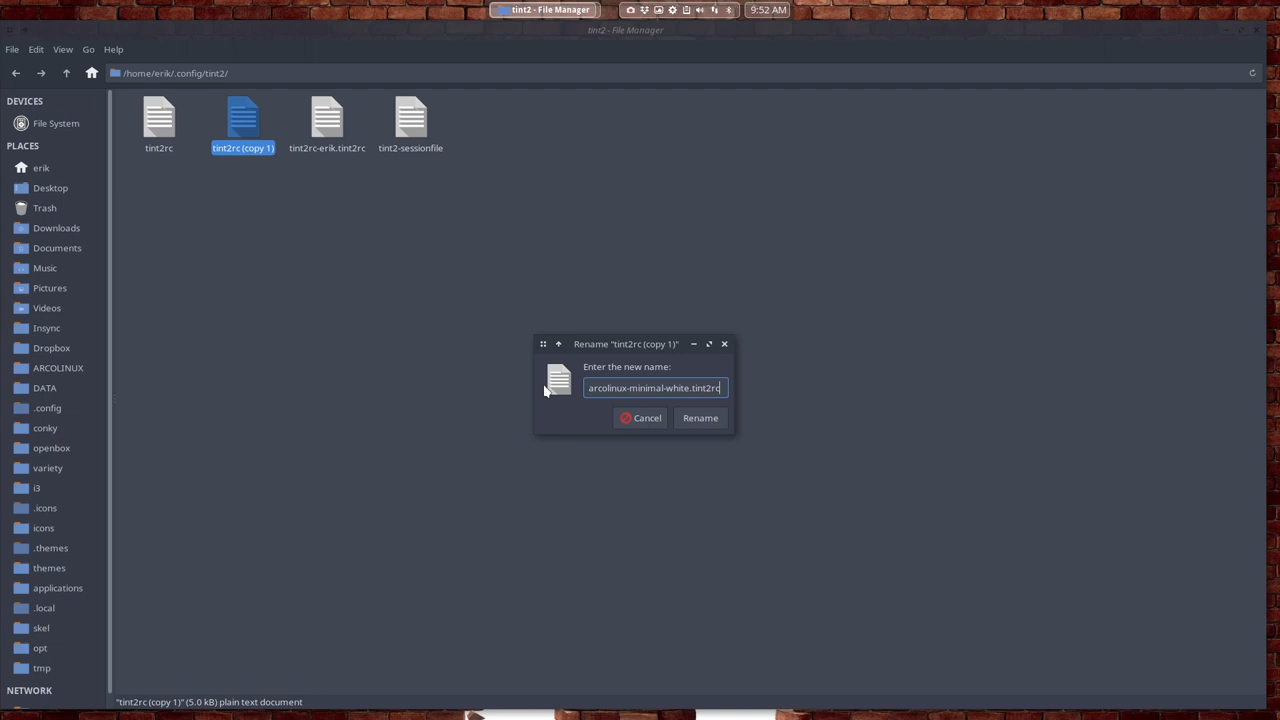 tint2 - File Manager
9:52 AM
tint2 - File Manager
File Edit View Go Help
/home/erik/.config/tint2/
DEVICES
File System
PLACES
erik
Desktop
Trash
Downloads
Documents
Music
Pictures
Videos
Insync
Dropbox
ARCOLINUX
DATA
.config
conky
openbox
variety
i3
.icons
icons
.themes
themes
applications
.local
skel
opt
tmp
NETWORK
tint2rc
tint2rc (copy 1)
tint2rc-erik.tint2rc
tint2-sessionfile
Rename "tint2rc (copy 1)"
Enter the new name:
arcolinux-minimal-white.tint2rc
Cancel
Rename
"tint2rc (copy 1)" (5.0 kB) plain text document